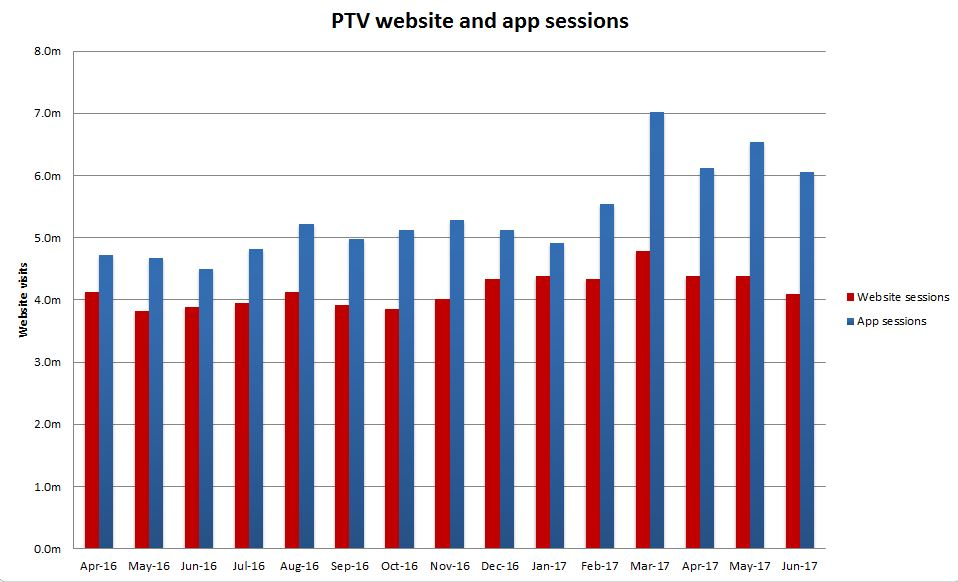 PTV website and app sessions
8.0m
7.0m
6.0m
5.0m
4.0m
3.0m
2.0m
1.0m
0.0m
Website visits
Apr-16 May-16 Jun-16 Jul-16 Aug-16 Sep-16 Oct-16 Nov-16 Dec-16 Jan-17 Feb-17 Mar-17 Apr-17 May-17 Jun-17
Website sessions
App sessions